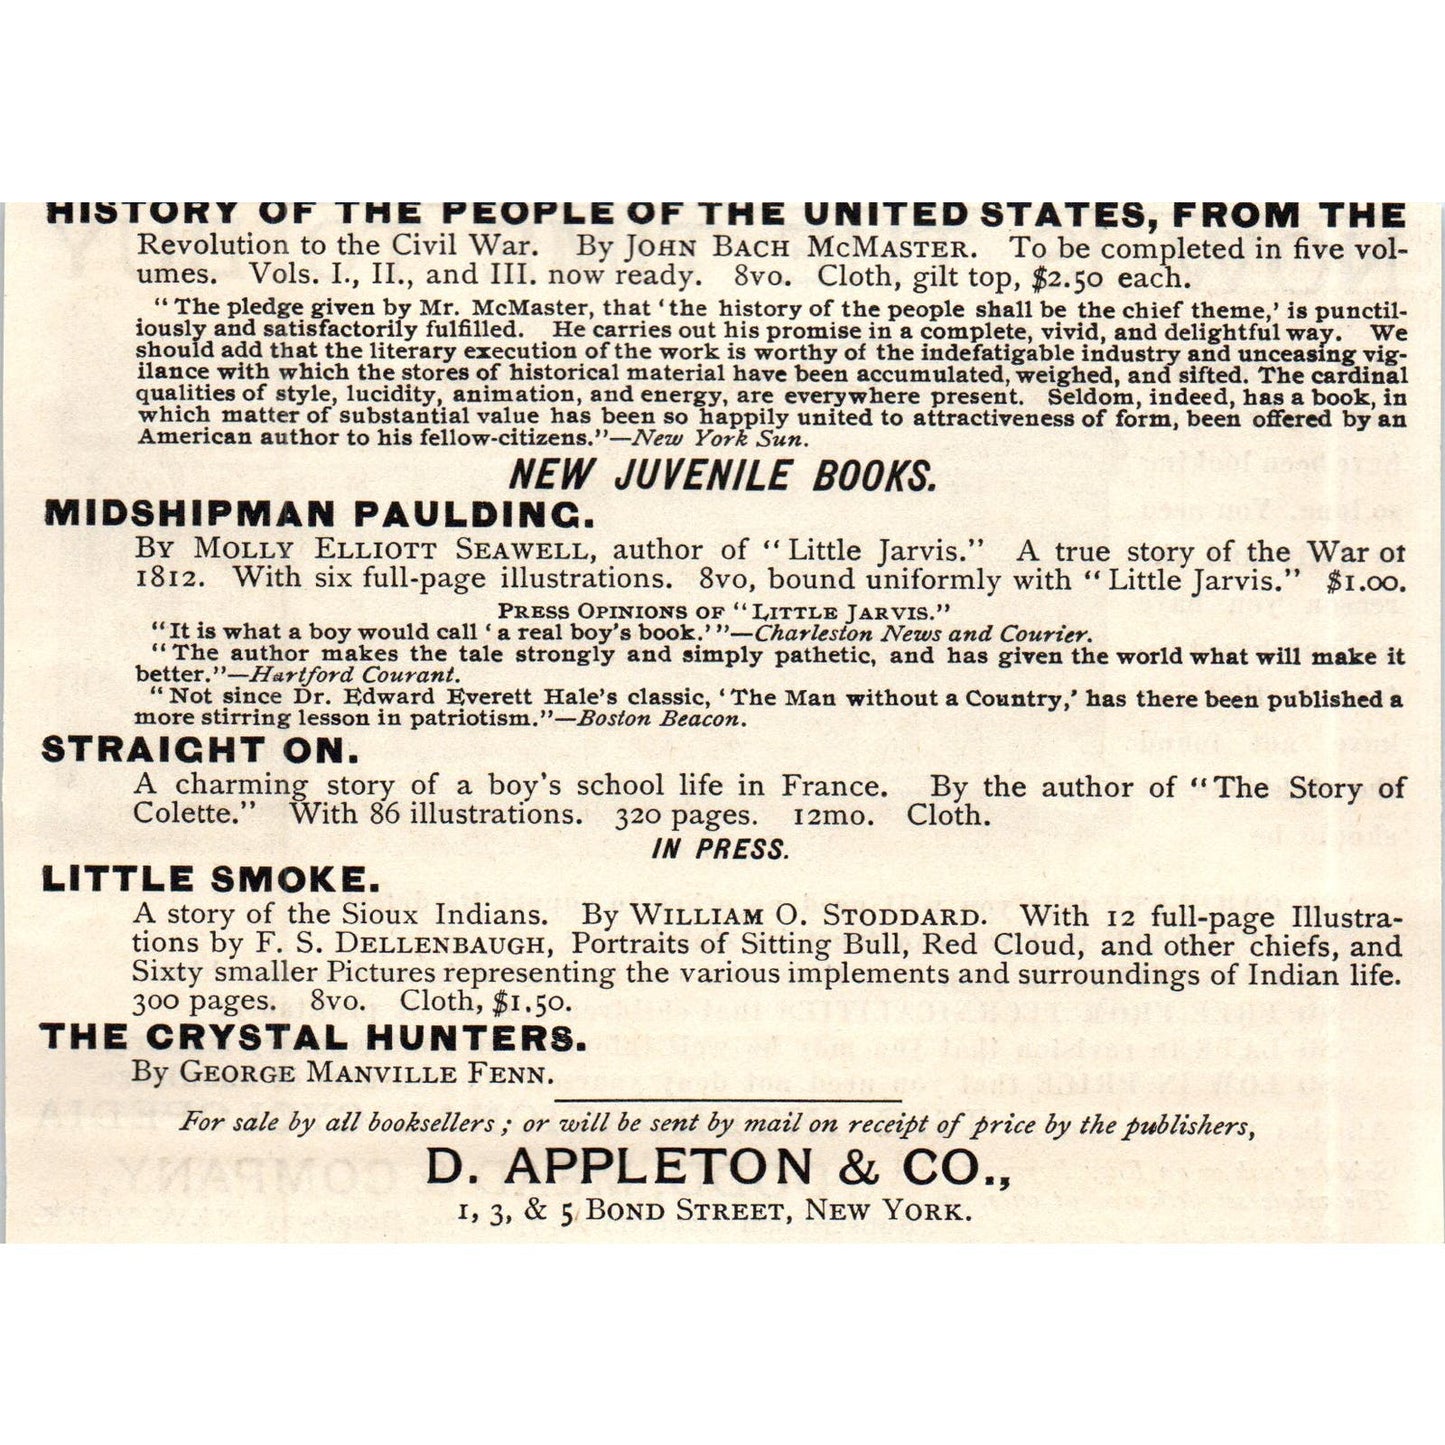 HISTORY OF THE PEOPLE OF THE UNITED STATES, FROM THE
Revolution to the Civil War. By JOHN BACH MCMASTER. To be completed in five vol-
umes. Vols. I., II., and III. now ready. 8vo. Cloth, gilt top, $2.50 each.
"The pledge given by Mr. McMaster, that 'the history of the people shall be the chief theme,' is punctil-
iously and satisfactorily fulfilled. He carries out his promise in a complete, vivid, and delightful way. We
should add that the literary execution of the work is worthy of the indefatigable industry and unceasing vig-
ilance with which the stores of historical material have been accumulated, weighed, and sifted. The cardinal
qualities of style, lucidity, animation, and energy, are everywhere present. Seldom, indeed, has a book, in
which matter of substantial value has been so happily united to attractiveness of form, been offered by an
American author to his fellow-citizens."—New York Sun.
NEW JUVENILE BOOKS.
MIDSHIPMAN PAULDING.
BY MOLLY ELLIOTT SEAWELL, author of "Little Jarvis." A true story of the War of
1812. With six full-page illustrations. 8vo, bound uniformly with "Little Jarvis." $1.00.
PRESS OPINIONS OF "LITTLE JARVIS."
"It is what a boy would call 'a real boy's book.'"—Charleston News and Courier.
"The author makes the tale strongly and simply pathetic, and has given the world what will make it
better."—Hartford Courant.
"Not since Dr. Edward Everett Hale's classic, 'The Man without a Country,' has there been published a
more stirring lesson in patriotism."—Boston Beacon.
STRAIGHT ON.
A charming story of a boy's school life in France. By the author of "The Story of
Colette." With 86 illustrations. 320 pages. 12mo. Cloth.
IN PRESS.
LITTLE SMOKE.
A story of the Sioux Indians. By WILLIAM O. STODDARD. With 12 full-page Illustra-
tions by F. S. DELLENBAUGH, Portraits of Sitting Bull, Red Cloud, and other chiefs, and
Sixty smaller Pictures representing the various implements and surroundings of Indian life.
300 pages. 8vo. Cloth, $1.50.
THE CRYSTAL HUNTERS.
By GEORGE MANVILLE FENN.
For sale by all booksellers; or will be sent by mail on receipt of price by the publishers,
D. APPLETON & CO.,
1, 3, & 5 BOND STREET, NEW YORK.